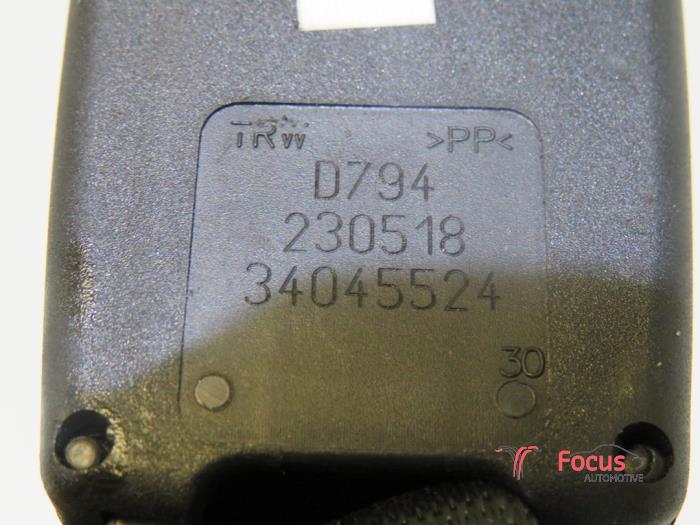 TRW >PP<
D794
230518
34045524
30
Focus
AUTOMOTIVE